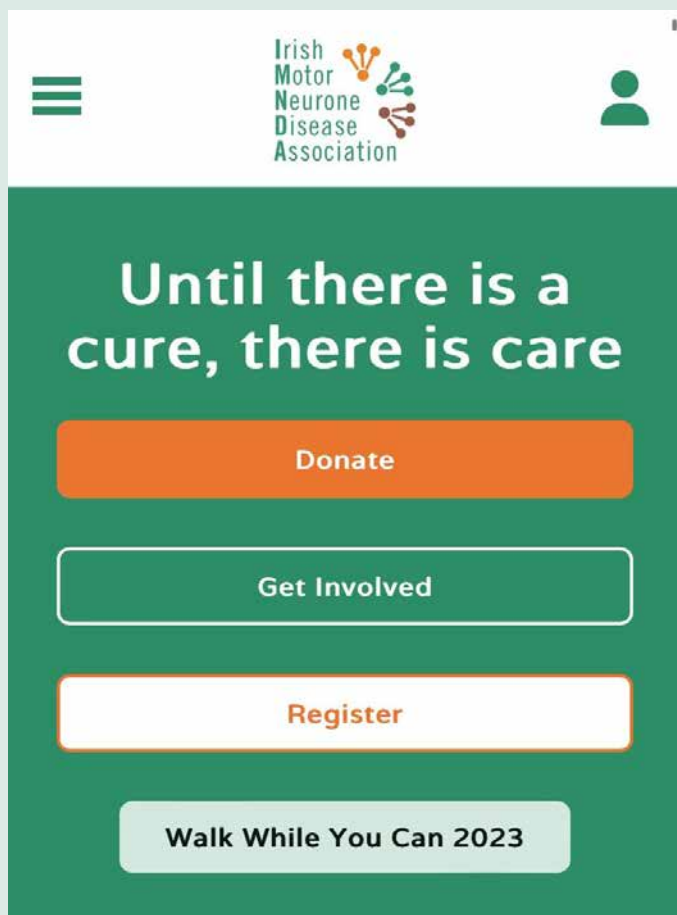 Irish
Motor
Neurone
Disease
Association
Until there is a
cure, there is care
Donate
Get Involved
Register
Walk While You Can 2023